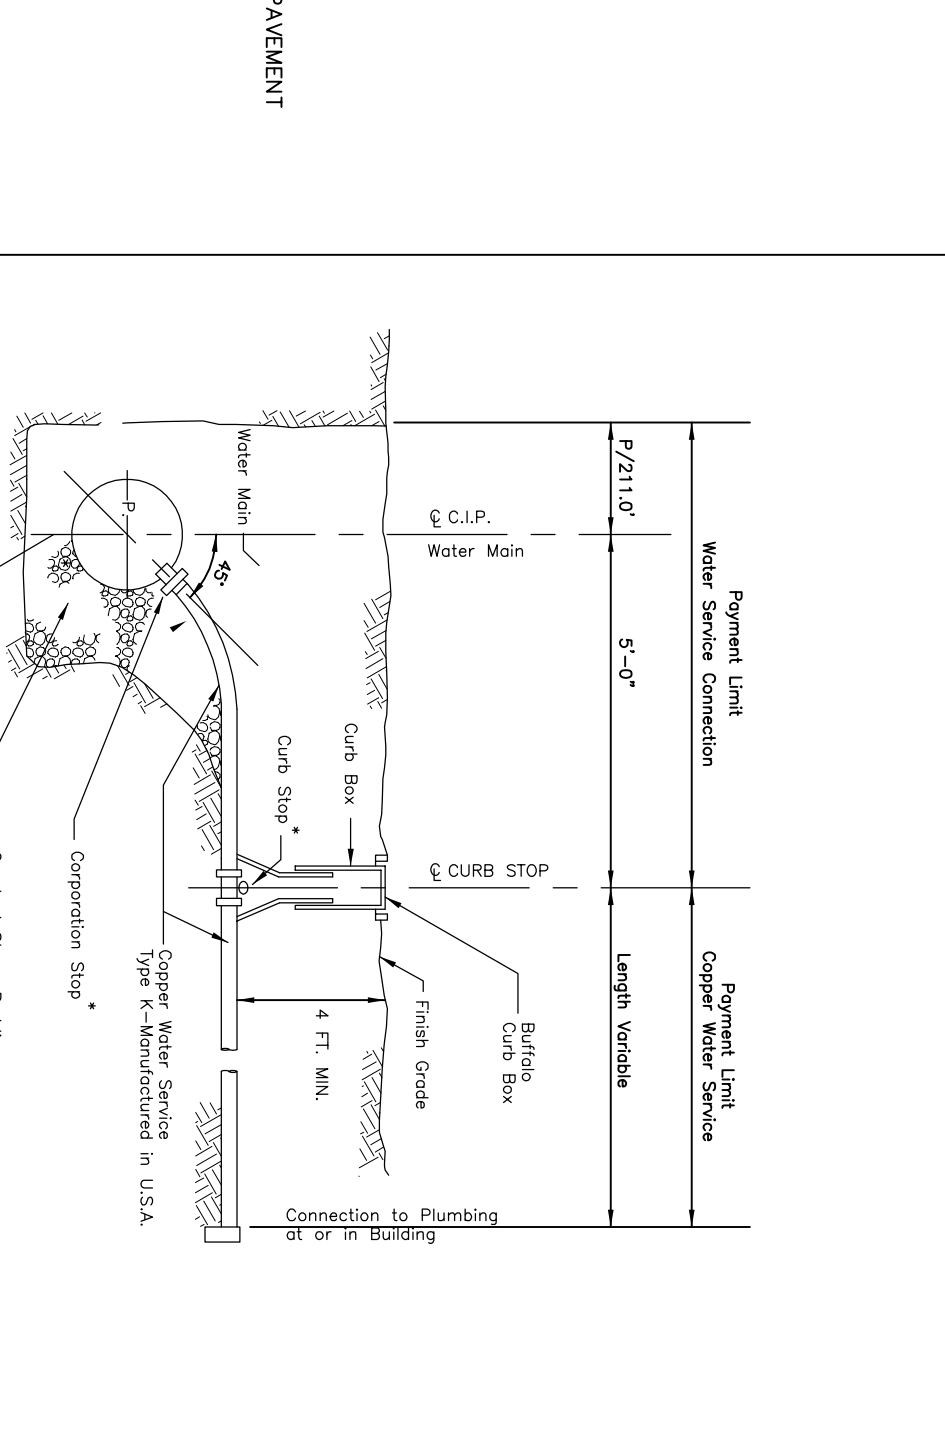 PAVEMENT
Payment Limit
Water Service Connection
Payment Limit
Copper Water Service
P/211.0'
5'-0"
Length Variable
℄ C.I.P.
Water Main
℄ CURB STOP
Buffalo
Curb Box
Finish Grade
Curb Box
4 FT. MIN.
Curb Stop*
Connection to Plumbing
at or in Building
Water Main
45°
P.
Copper Water Service
Type K-Manufactured in U.S.A.
Corporation Stop*